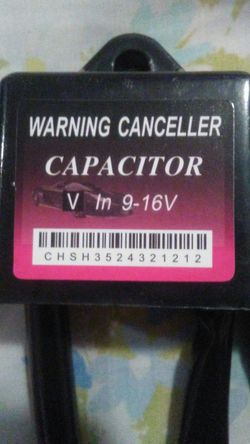 WARNING CANCELLER
CAPACITOR
V In 9-16V
CHSH3524321212